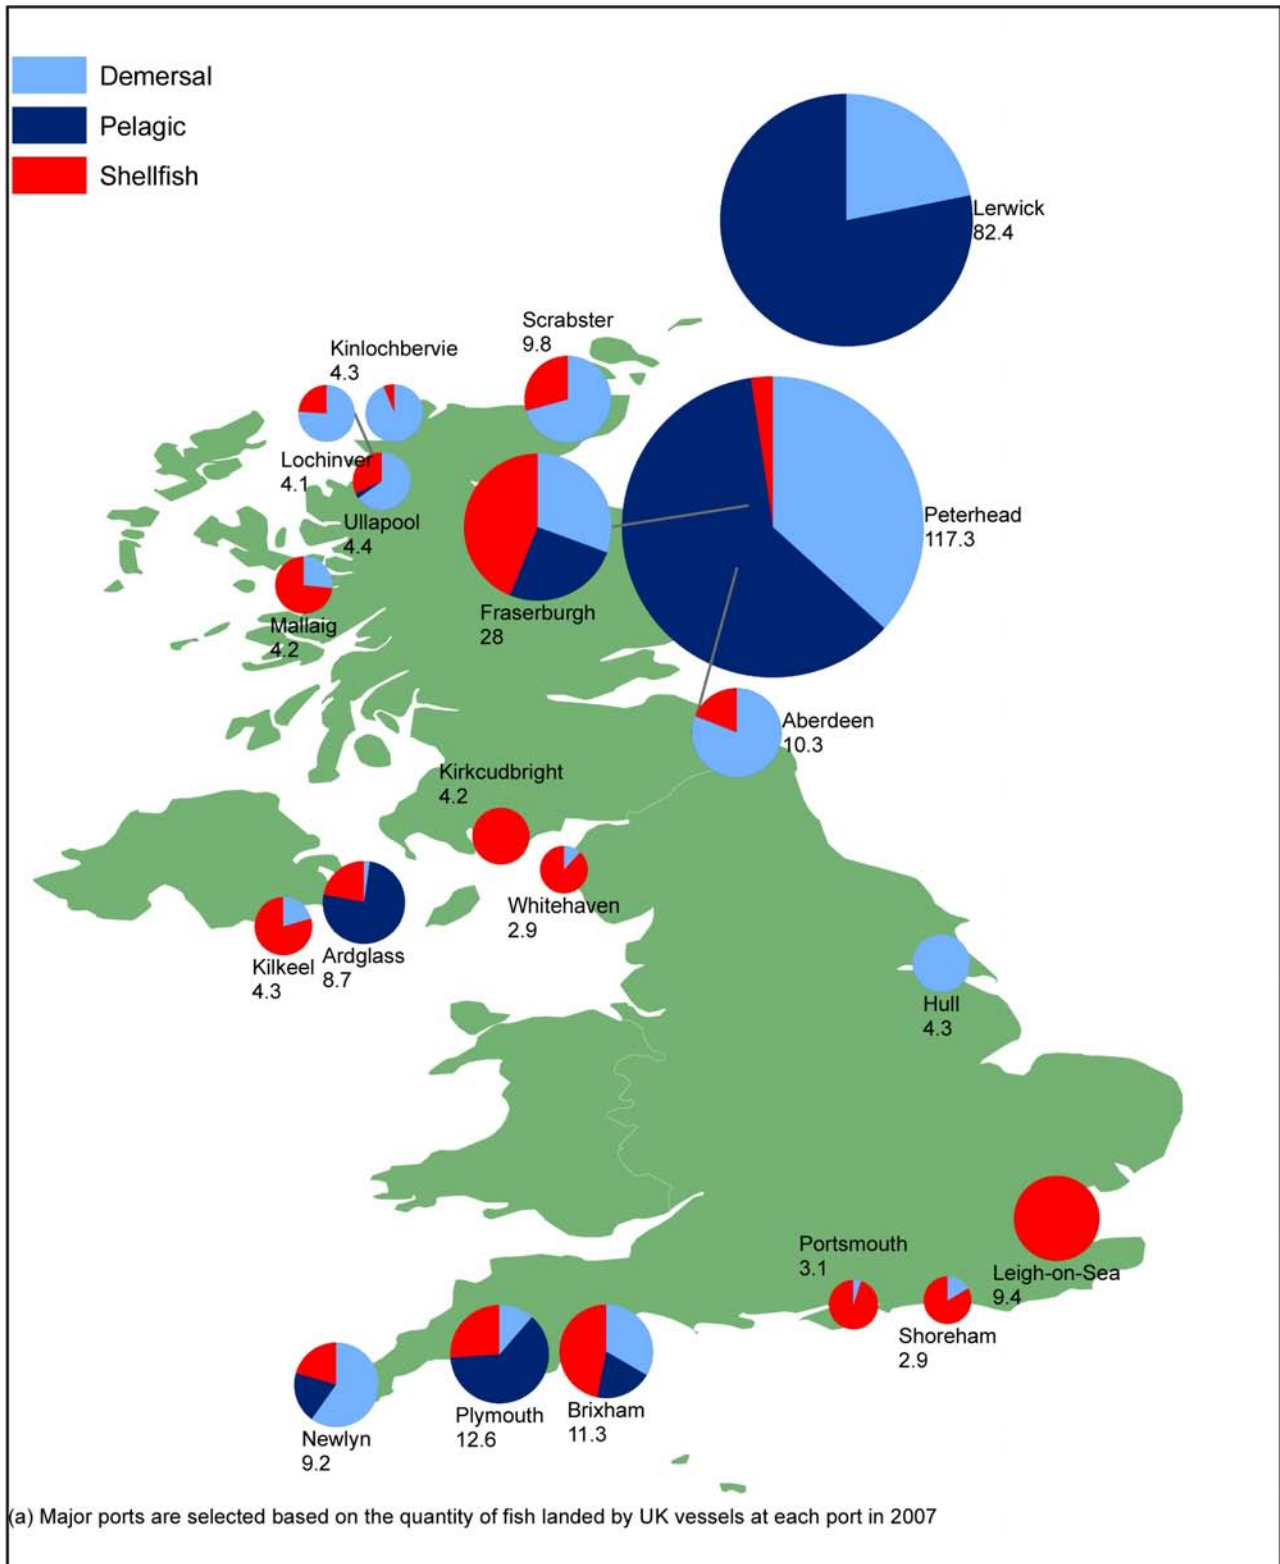 Demersal
Pelagic
Shellfish
Lerwick
82.4
Scrabster
9.8
Kinlochbervie
4.3
Lochinver
4.1
Ullapool
4.4
Peterhead
117.3
Fraserburgh
28
Mallaig
4.2
Aberdeen
10.3
Kirkcudbright
4.2
Whitehaven
2.9
Ardglass
8.7
Kilkeel
4.3
Hull
4.3
Portsmouth
3.1
Leigh-on-Sea
9.4
Shoreham
2.9
Brixham
11.3
Plymouth
12.6
Newlyn
9.2
(a) Major ports are selected based on the quantity of fish landed by UK vessels at each port in 2007